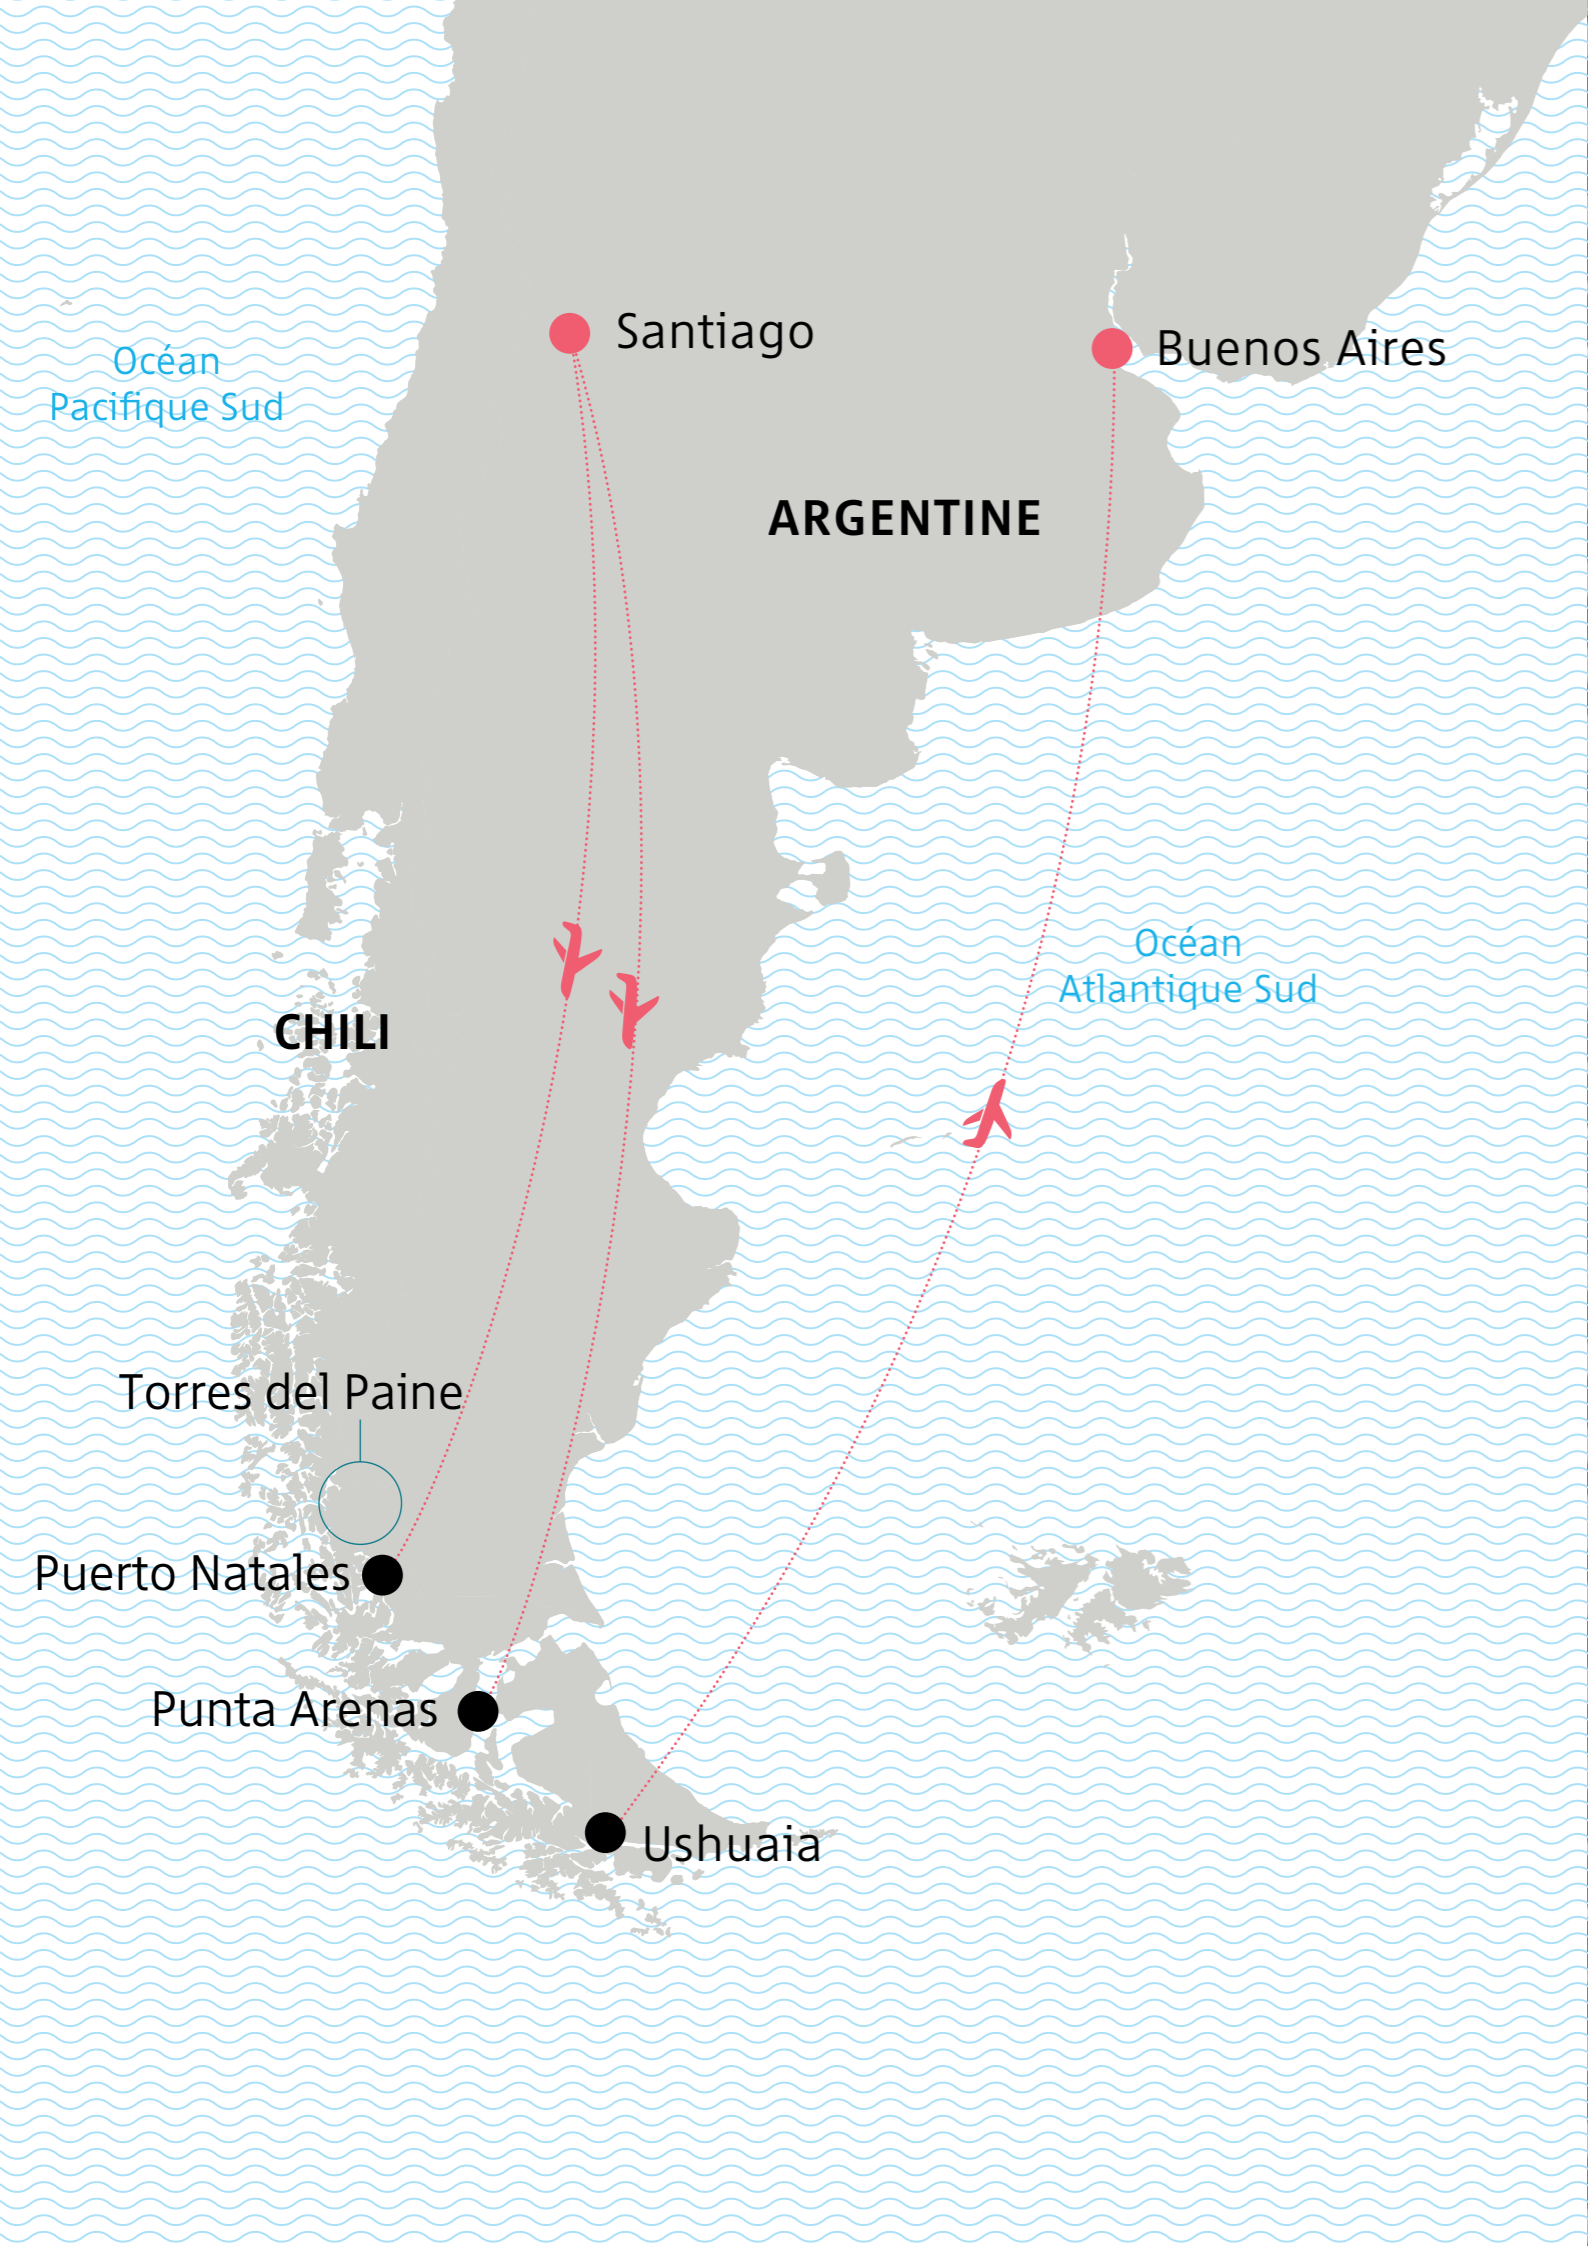 Santiago
Buenos Aires
Océan
Pacifique Sud
ARGENTINE
Océan
Atlantique Sud
CHILI
Torres del Paine
Puerto Natales
Punta Arenas
Ushuaia